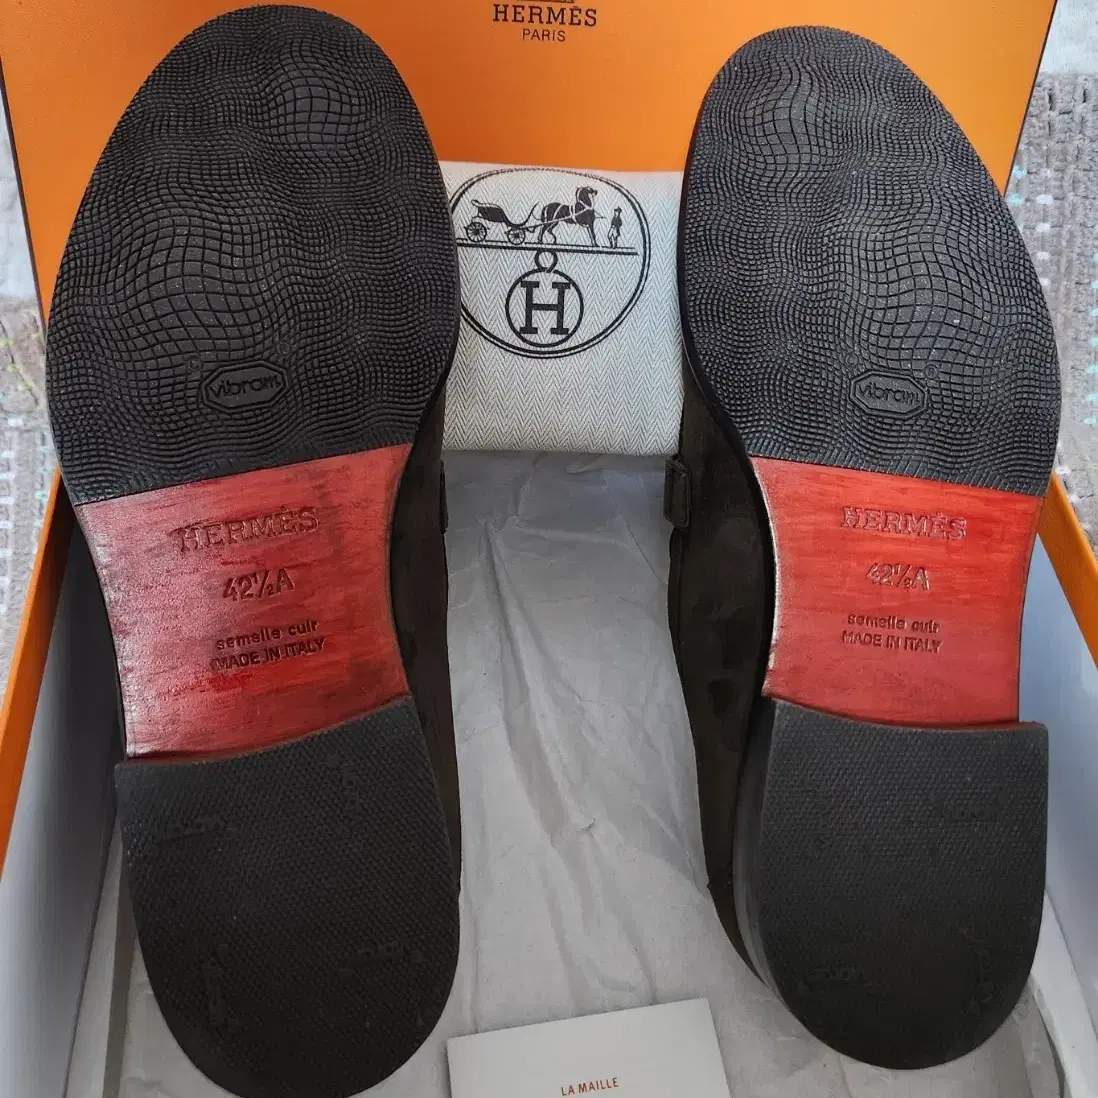 HERMÈS
PARIS
H
vibram
HERMÈS
42½A
semelle cuir
MADE IN ITALY
vibram
HERMÈS
42½A
semelle cuir
MADE IN ITALY
LA MAILLE